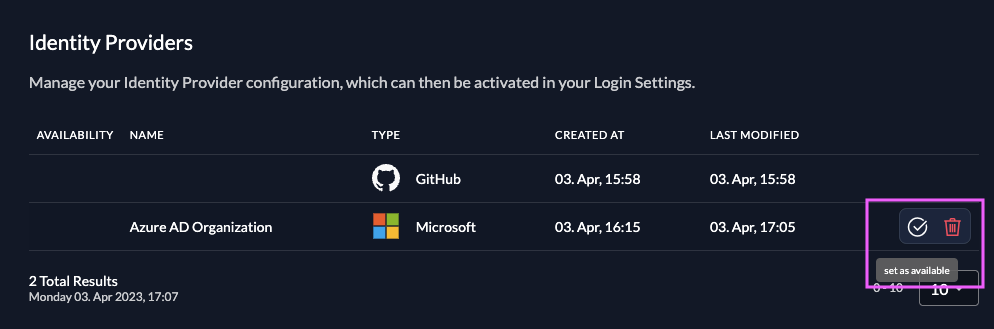 Identity Providers
Manage your Identity Provider configuration, which can then be activated in your Login Settings.
AVAILABILITY NAME TYPE CREATED AT LAST MODIFIED
GitHub 03. Apr, 15:58 03. Apr, 15:58
Azure AD Organization Microsoft 03. Apr, 16:15 03. Apr, 17:05
set as available
2 Total Results
Monday 03. Apr 2023, 17:07
0 - 10 10